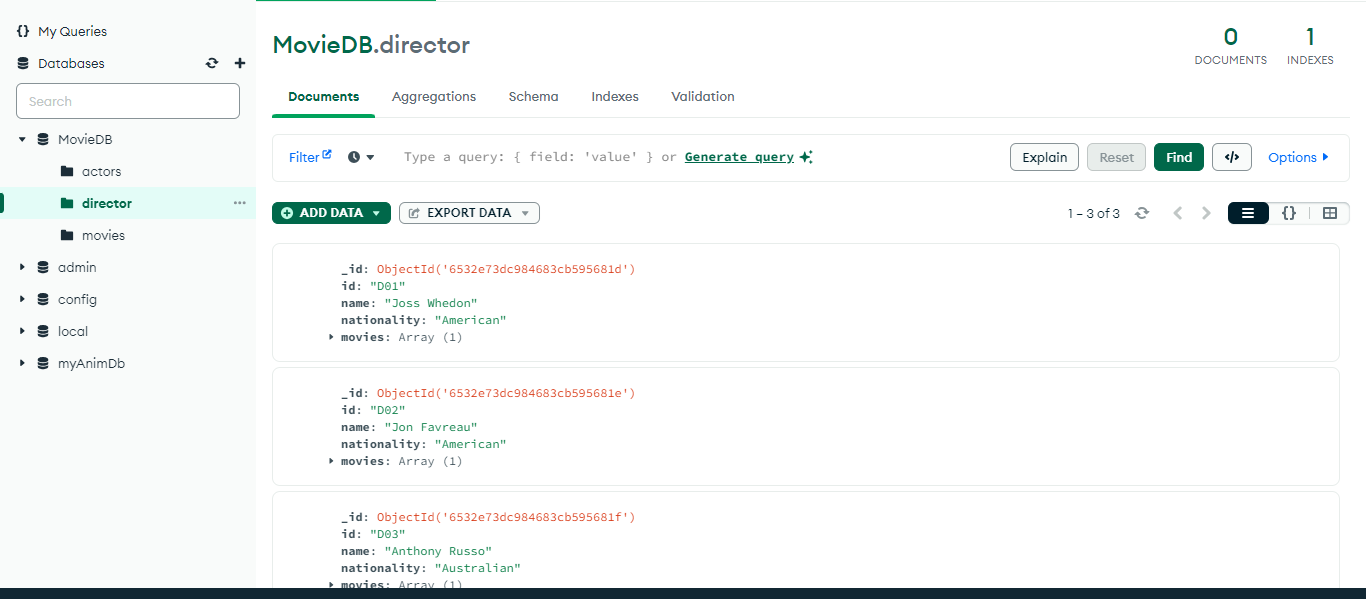 My Queries
Databases
Search
MovieDB
actors
director
movies
admin
config
local
myAnimDb
MovieDB.director
0
DOCUMENTS
1
INDEXES
Documents Aggregations Schema Indexes Validation
Filter Type a query: { field: 'value' } or Generate query Explain Reset Find </> Options
ADD DATA EXPORT DATA 1 – 3 of 3 {}
_id: ObjectId('6532e73dc984683cb595681d')
id: "D01"
name: "Joss Whedon"
nationality: "American"
movies: Array (1)
_id: ObjectId('6532e73dc984683cb595681e')
id: "D02"
name: "Jon Favreau"
nationality: "American"
movies: Array (1)
_id: ObjectId('6532e73dc984683cb595681f')
id: "D03"
name: "Anthony Russo"
nationality: "Australian"
movies: Array (1)